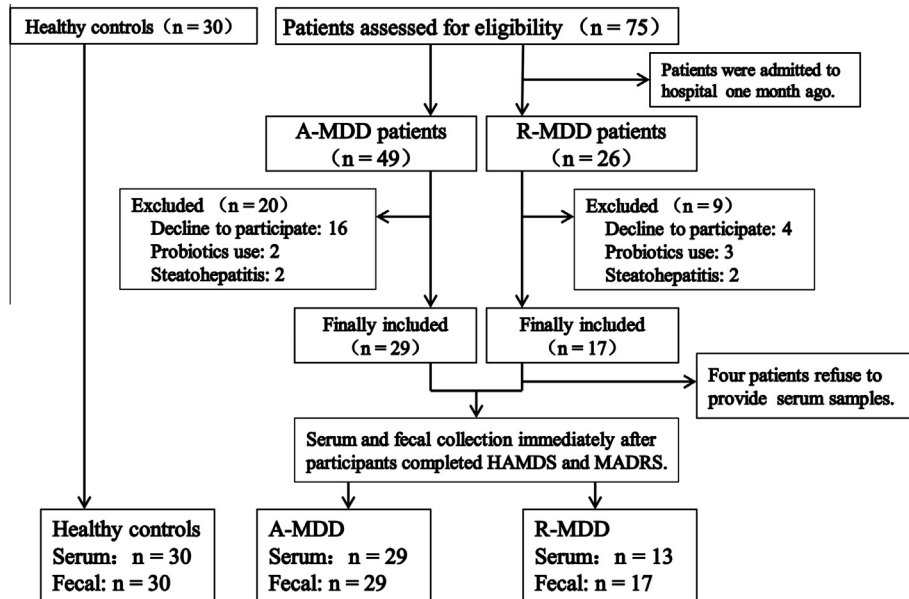 Healthy controls (n = 30)
Patients assessed for eligibility （n = 75）
Patients were admitted to
hospital one month ago.
A-MDD patients
（n = 49）
R-MDD patients
（n = 26）
Excluded （n = 20）
Decline to participate: 16
Probiotics use: 2
Steatohepatitis: 2
Excluded （n = 9）
Decline to participate: 4
Probiotics use: 3
Steatohepatitis: 2
Finally included
（n = 29）
Finally included
（n = 17）
Four patients refuse to
provide serum samples.
Serum and fecal collection immediately after
participants completed HAMDS and MADRS.
Healthy controls
Serum： n = 30
Fecal: n = 30
A-MDD
Serum： n = 29
Fecal: n = 29
R-MDD
Serum： n = 13
Fecal: n = 17